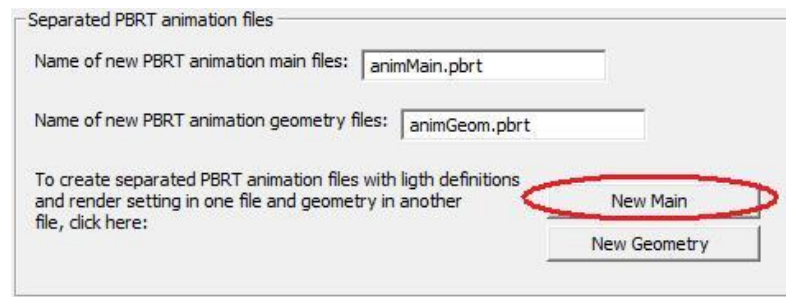 Separated PBRT animation files
Name of new PBRT animation main files: animMain.pbrt
Name of new PBRT animation geometry files: animGeom.pbrt
To create separated PBRT animation files with ligth definitions
and render setting in one file and geometry in another
file, click here:
New Main
New Geometry